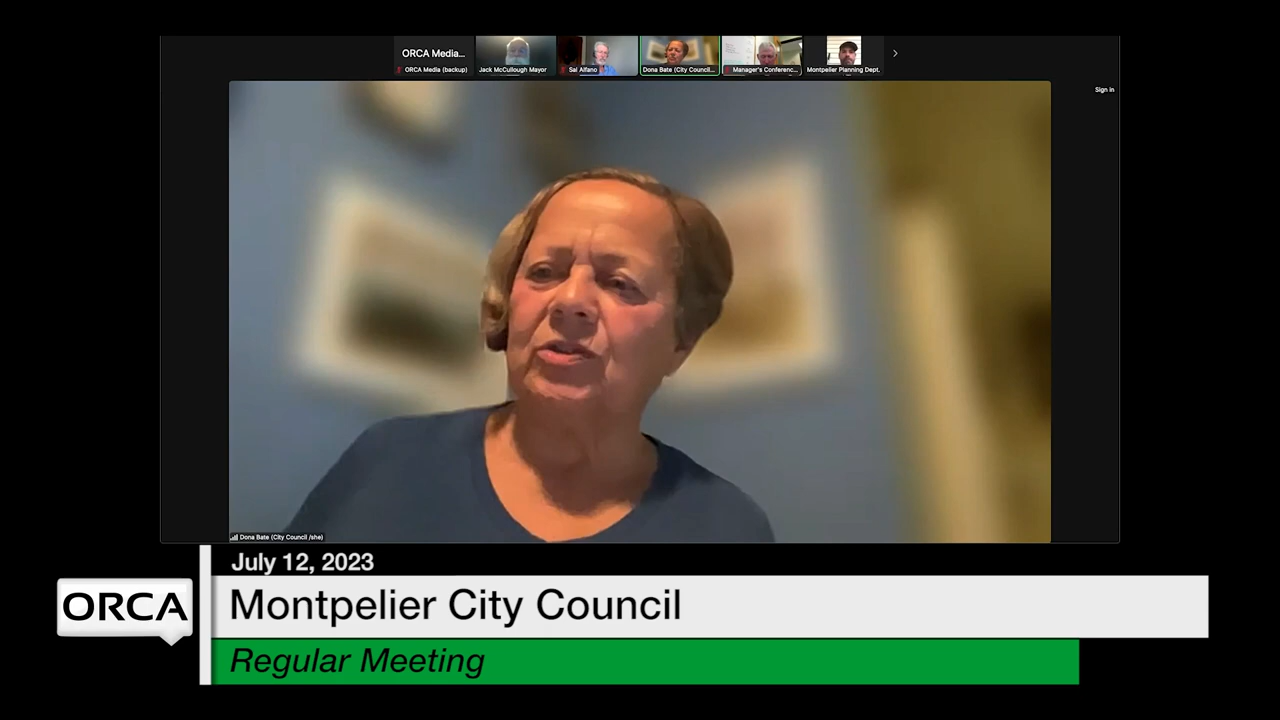 ORCA Media...
ORCA Media (backup)
Jack McCullough Mayor
Sal Alfano
Dona Bate (City Council...
Manager's Conferenc...
Montpelier Planning Dept.
Sign in
Dona Bate (City Council /she)
July 12, 2023
ORCA
Montpelier City Council
Regular Meeting